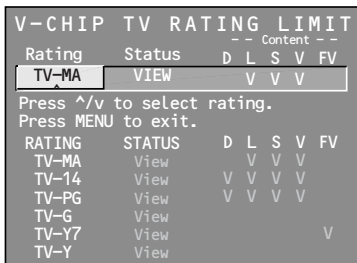 V-CHIP TV RATING LIMIT
-- Content --
Rating Status D L S V FV
TV-MA VIEW V V V
Press ^/v to select rating.
Press MENU to exit.
RATING STATUS D L S V FV
TV-MA View V V V
TV-14 View V V V V
TV-PG View V V V V
TV-G View
TV-Y7 View V
TV-Y View